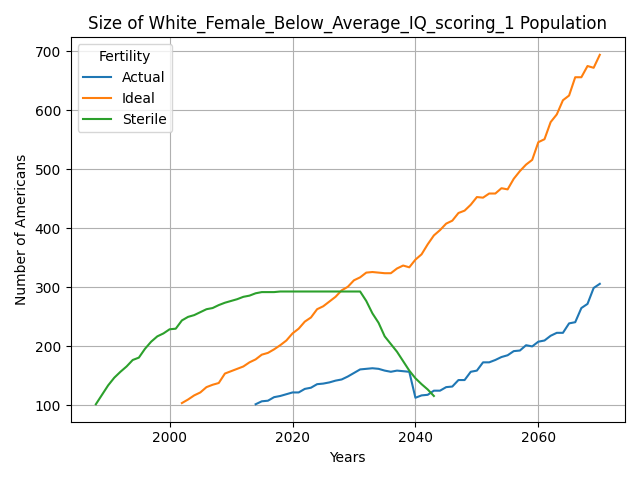 Size of White_Female_Below_Average_IQ_scoring_1 Population
Fertility
Actual
Ideal
Sterile
Number of Americans
700
600
500
400
300
200
100
2000
2020
2040
2060
Years